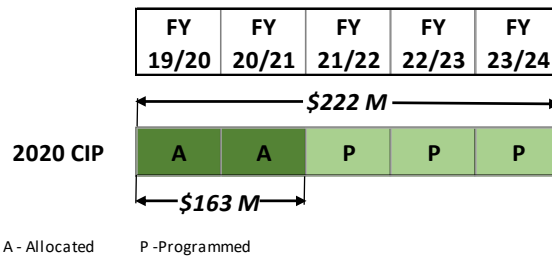 FY FY FY FY FY
19/20 20/21 21/22 22/23 23/24
$222 M
2020 CIP A A P P P
$163 M
A - Allocated P -Programmed